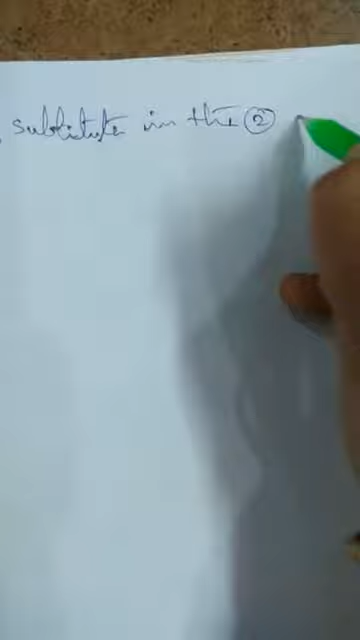 substitute in the ②